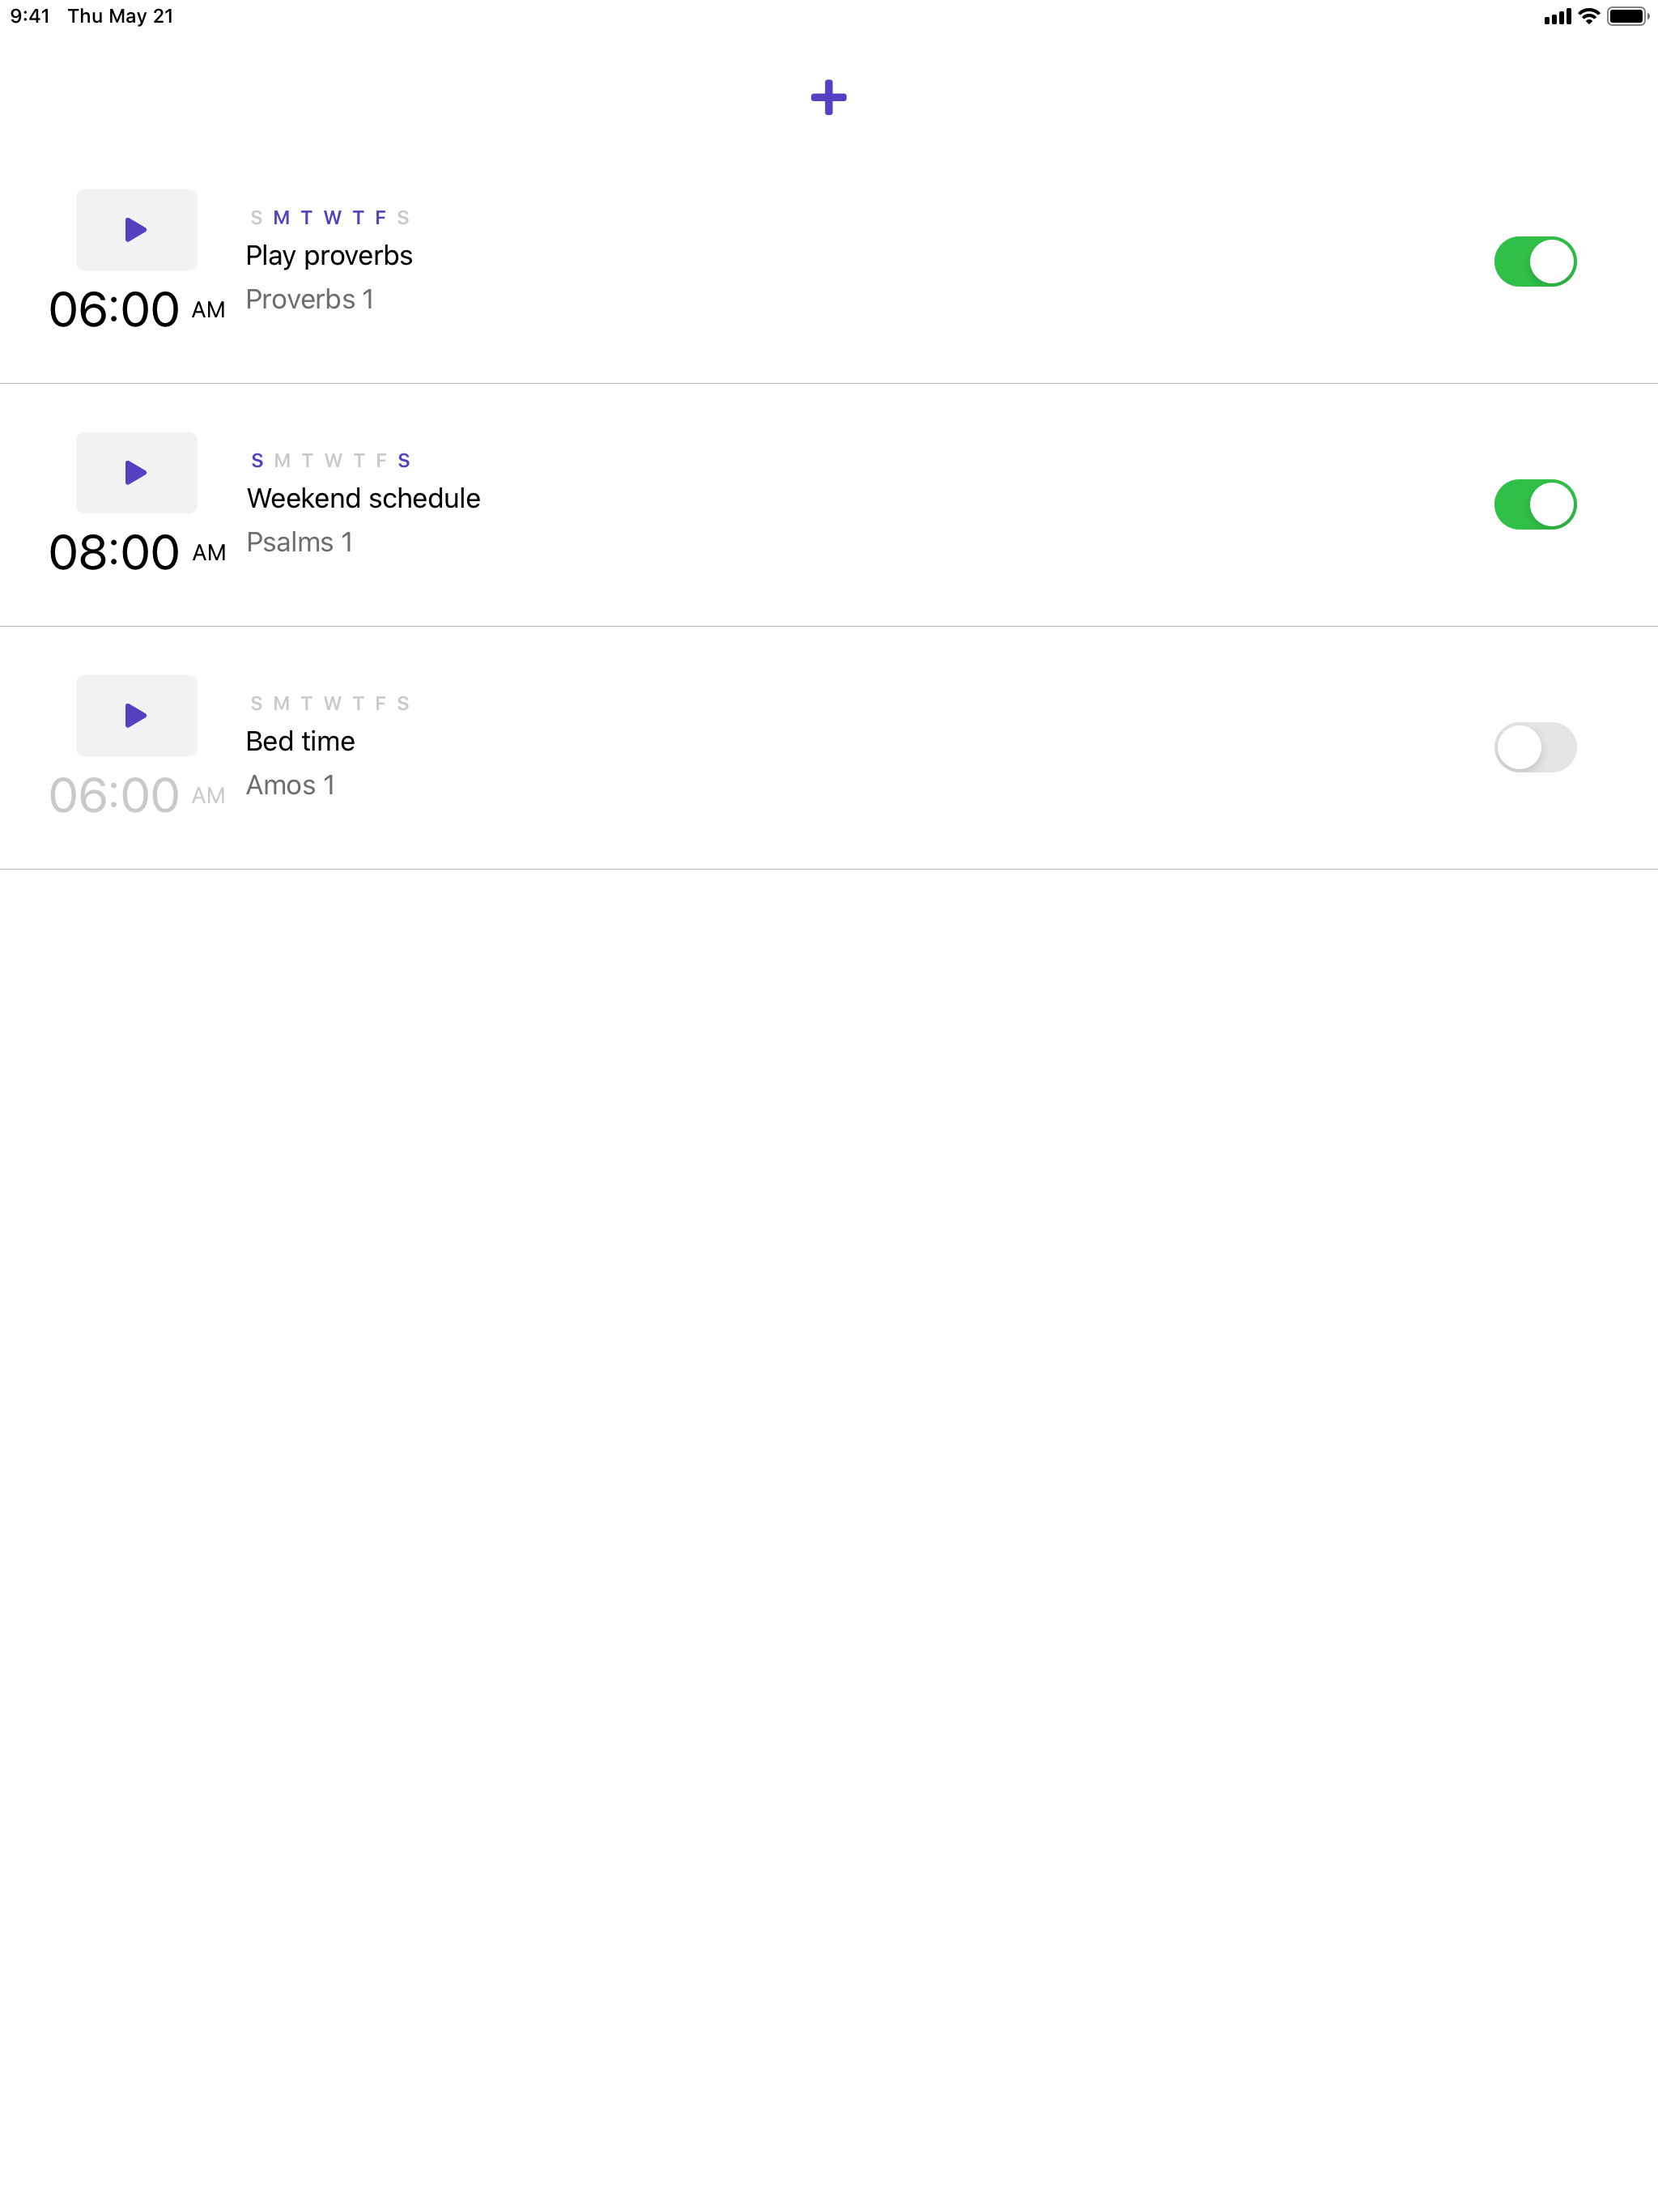 9:41 Thu May 21
S M T W T F S
Play proverbs
Proverbs 1
06:00 AM
S M T W T F S
Weekend schedule
Psalms 1
08:00 AM
S M T W T F S
Bed time
Amos 1
06:00 AM